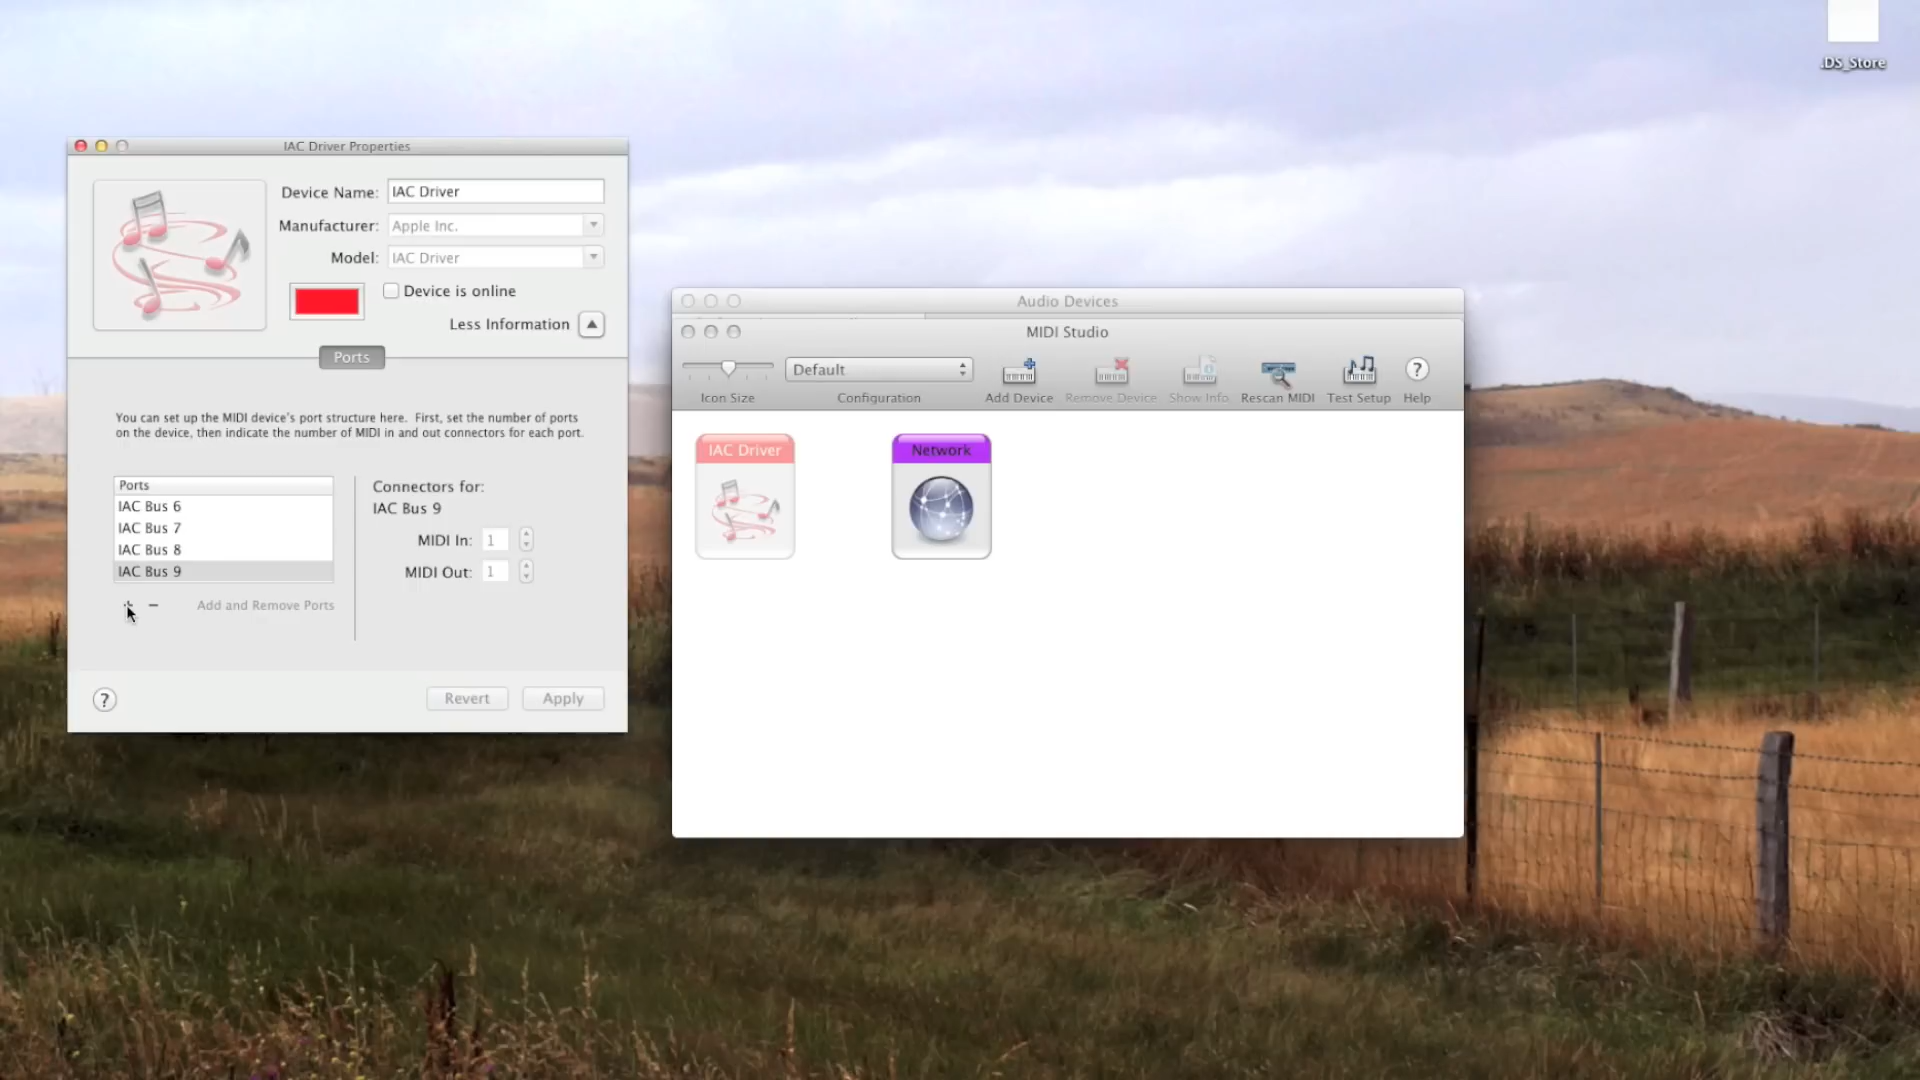 .DS_Store
IAC Driver Properties
Device Name: IAC Driver
Manufacturer: Apple Inc.
Model: IAC Driver
Device is online
Less Information
Ports
You can set up the MIDI device's port structure here. First, set the number of ports
on the device, then indicate the number of MIDI in and out connectors for each port.
Ports
IAC Bus 6
IAC Bus 7
IAC Bus 8
IAC Bus 9
+ − Add and Remove Ports
Connectors for:
IAC Bus 9
MIDI In: 1
MIDI Out: 1
?
Revert
Apply
Audio Devices
MIDI Studio
Icon Size
Default
Configuration
Add Device
Remove Device
Show Info
Rescan MIDI
Test Setup
?
Help
IAC Driver
Network